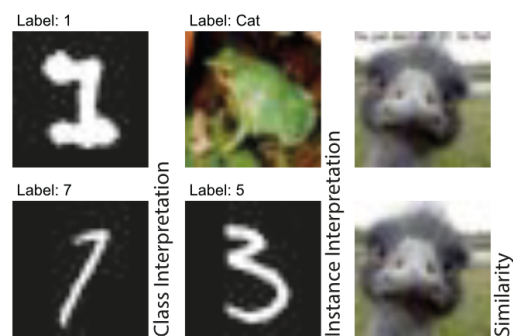 Label: 1
Label: Cat
Label: 7
Label: 5
Class Interpretation
Instance Interpretation
Similarity